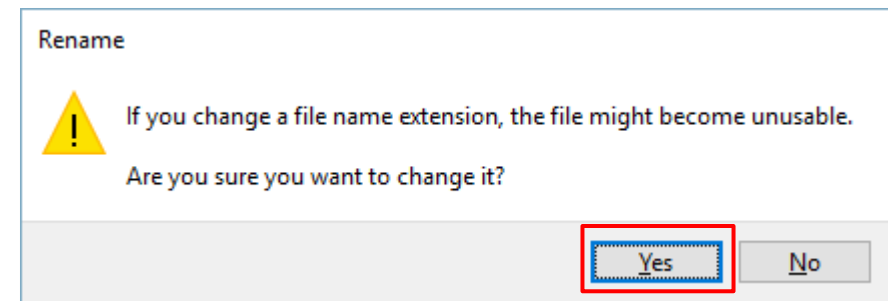 Rename
If you change a file name extension, the file might become unusable.
Are you sure you want to change it?
Yes
No